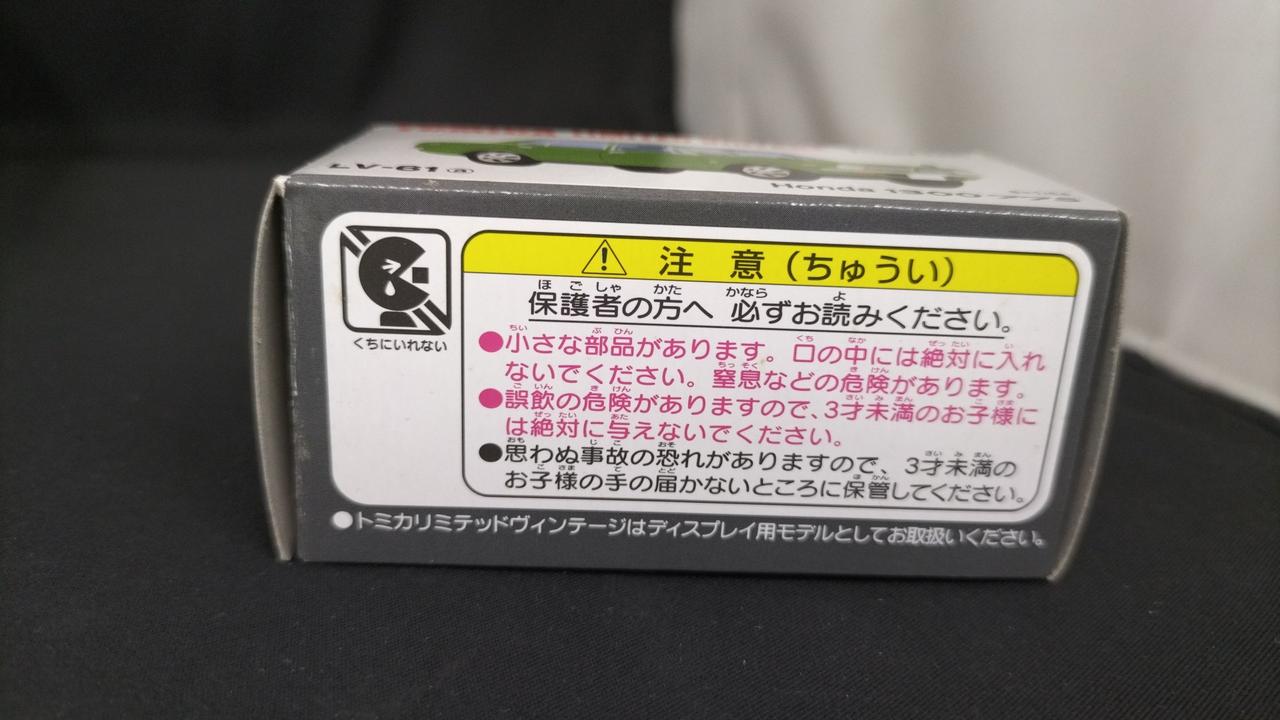 LV-61 a
Honda 1300 77S
くちにいれない
注 意（ちゅうい）
保護者の方へ 必ずお読みください。
●小さな部品があります。口の中には絶対に入れ
ないでください。窒息などの危険があります。
●誤飲の危険がありますので、3才未満のお子様に
は絶対に与えないでください。
●思わぬ事故の恐れがありますので、3才未満の
お子様の手の届かないところに保管してください。
●トミカリミテッドヴィンテージはディスプレイ用モデルとしてお取扱いください。